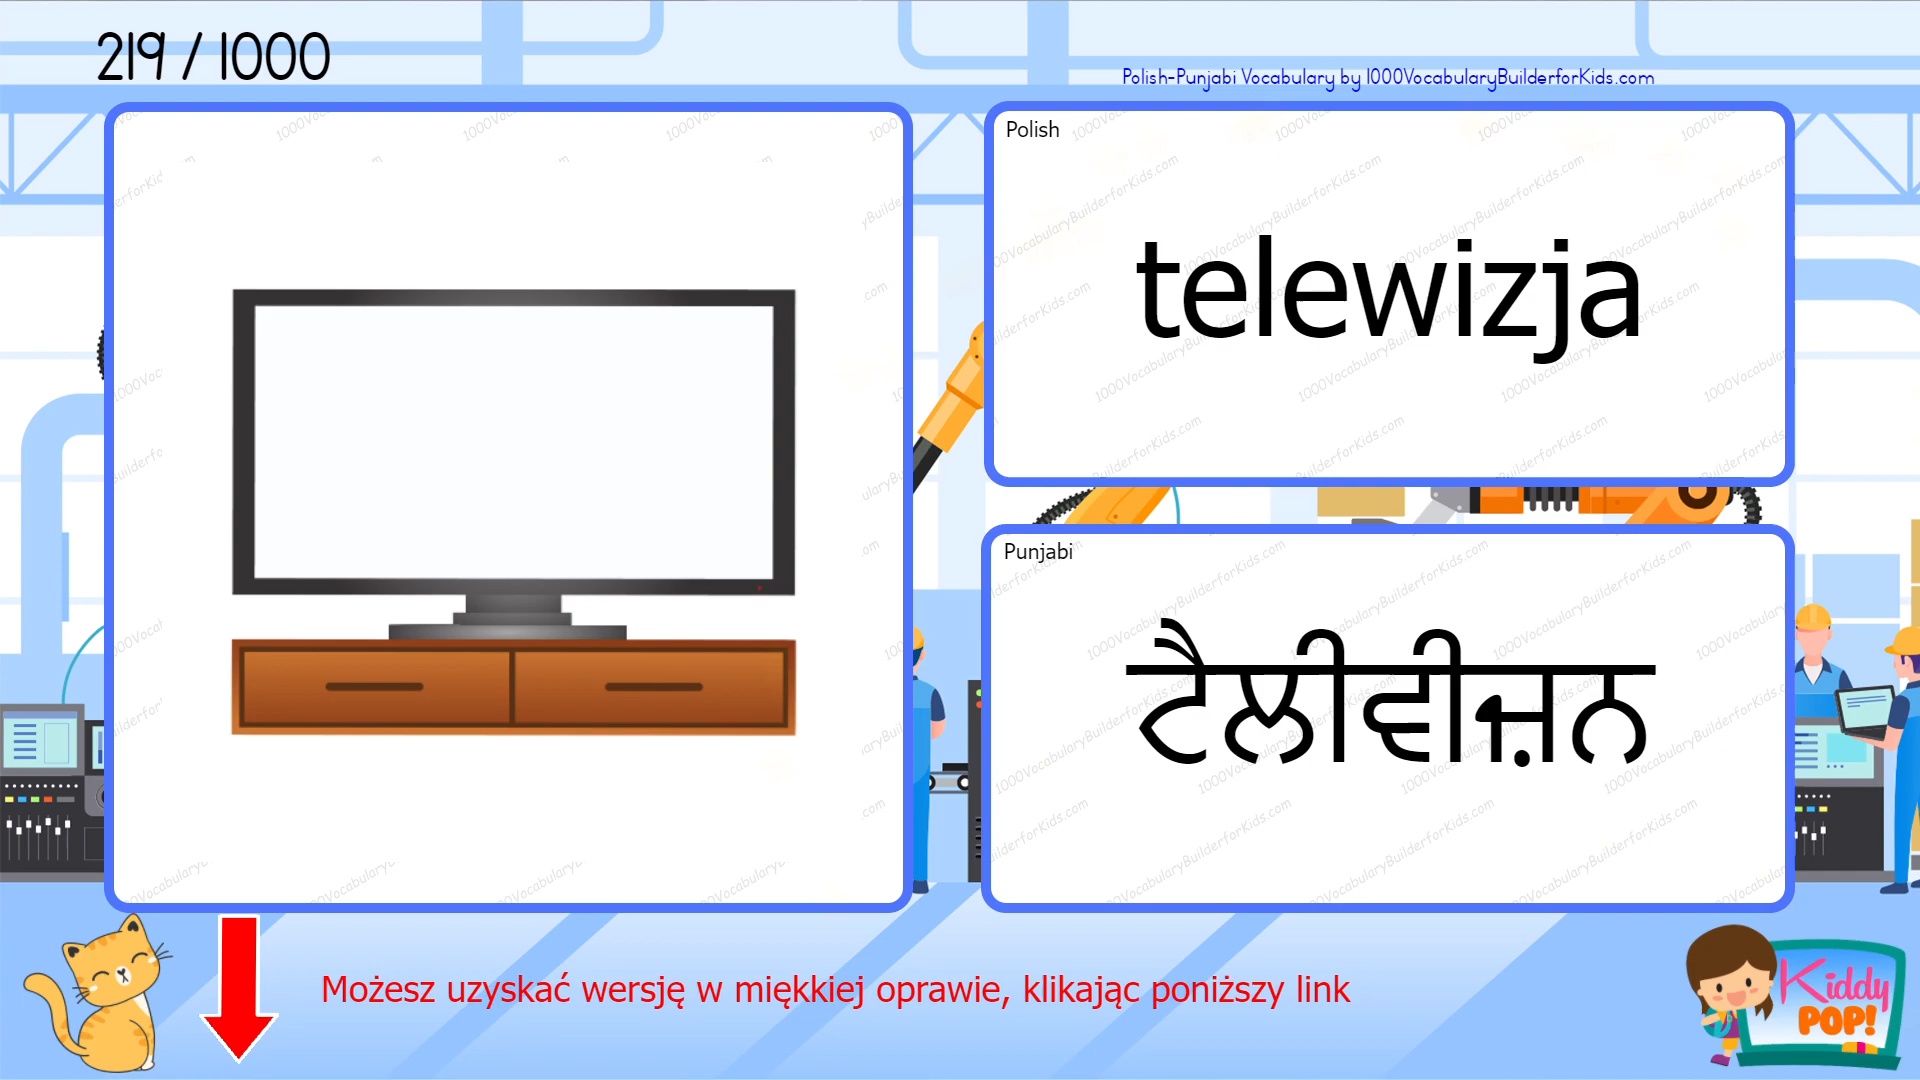 219 / 1000
Polish-Punjabi Vocabulary by 1000VocabularyBuilderforKids.com
Polish
telewizja
Punjabi
ਟੈਲੀਵੀਜ਼ਨ
Możesz uzyskać wersję w miękkiej oprawie, klikając poniższy link
Kiddy
POP!